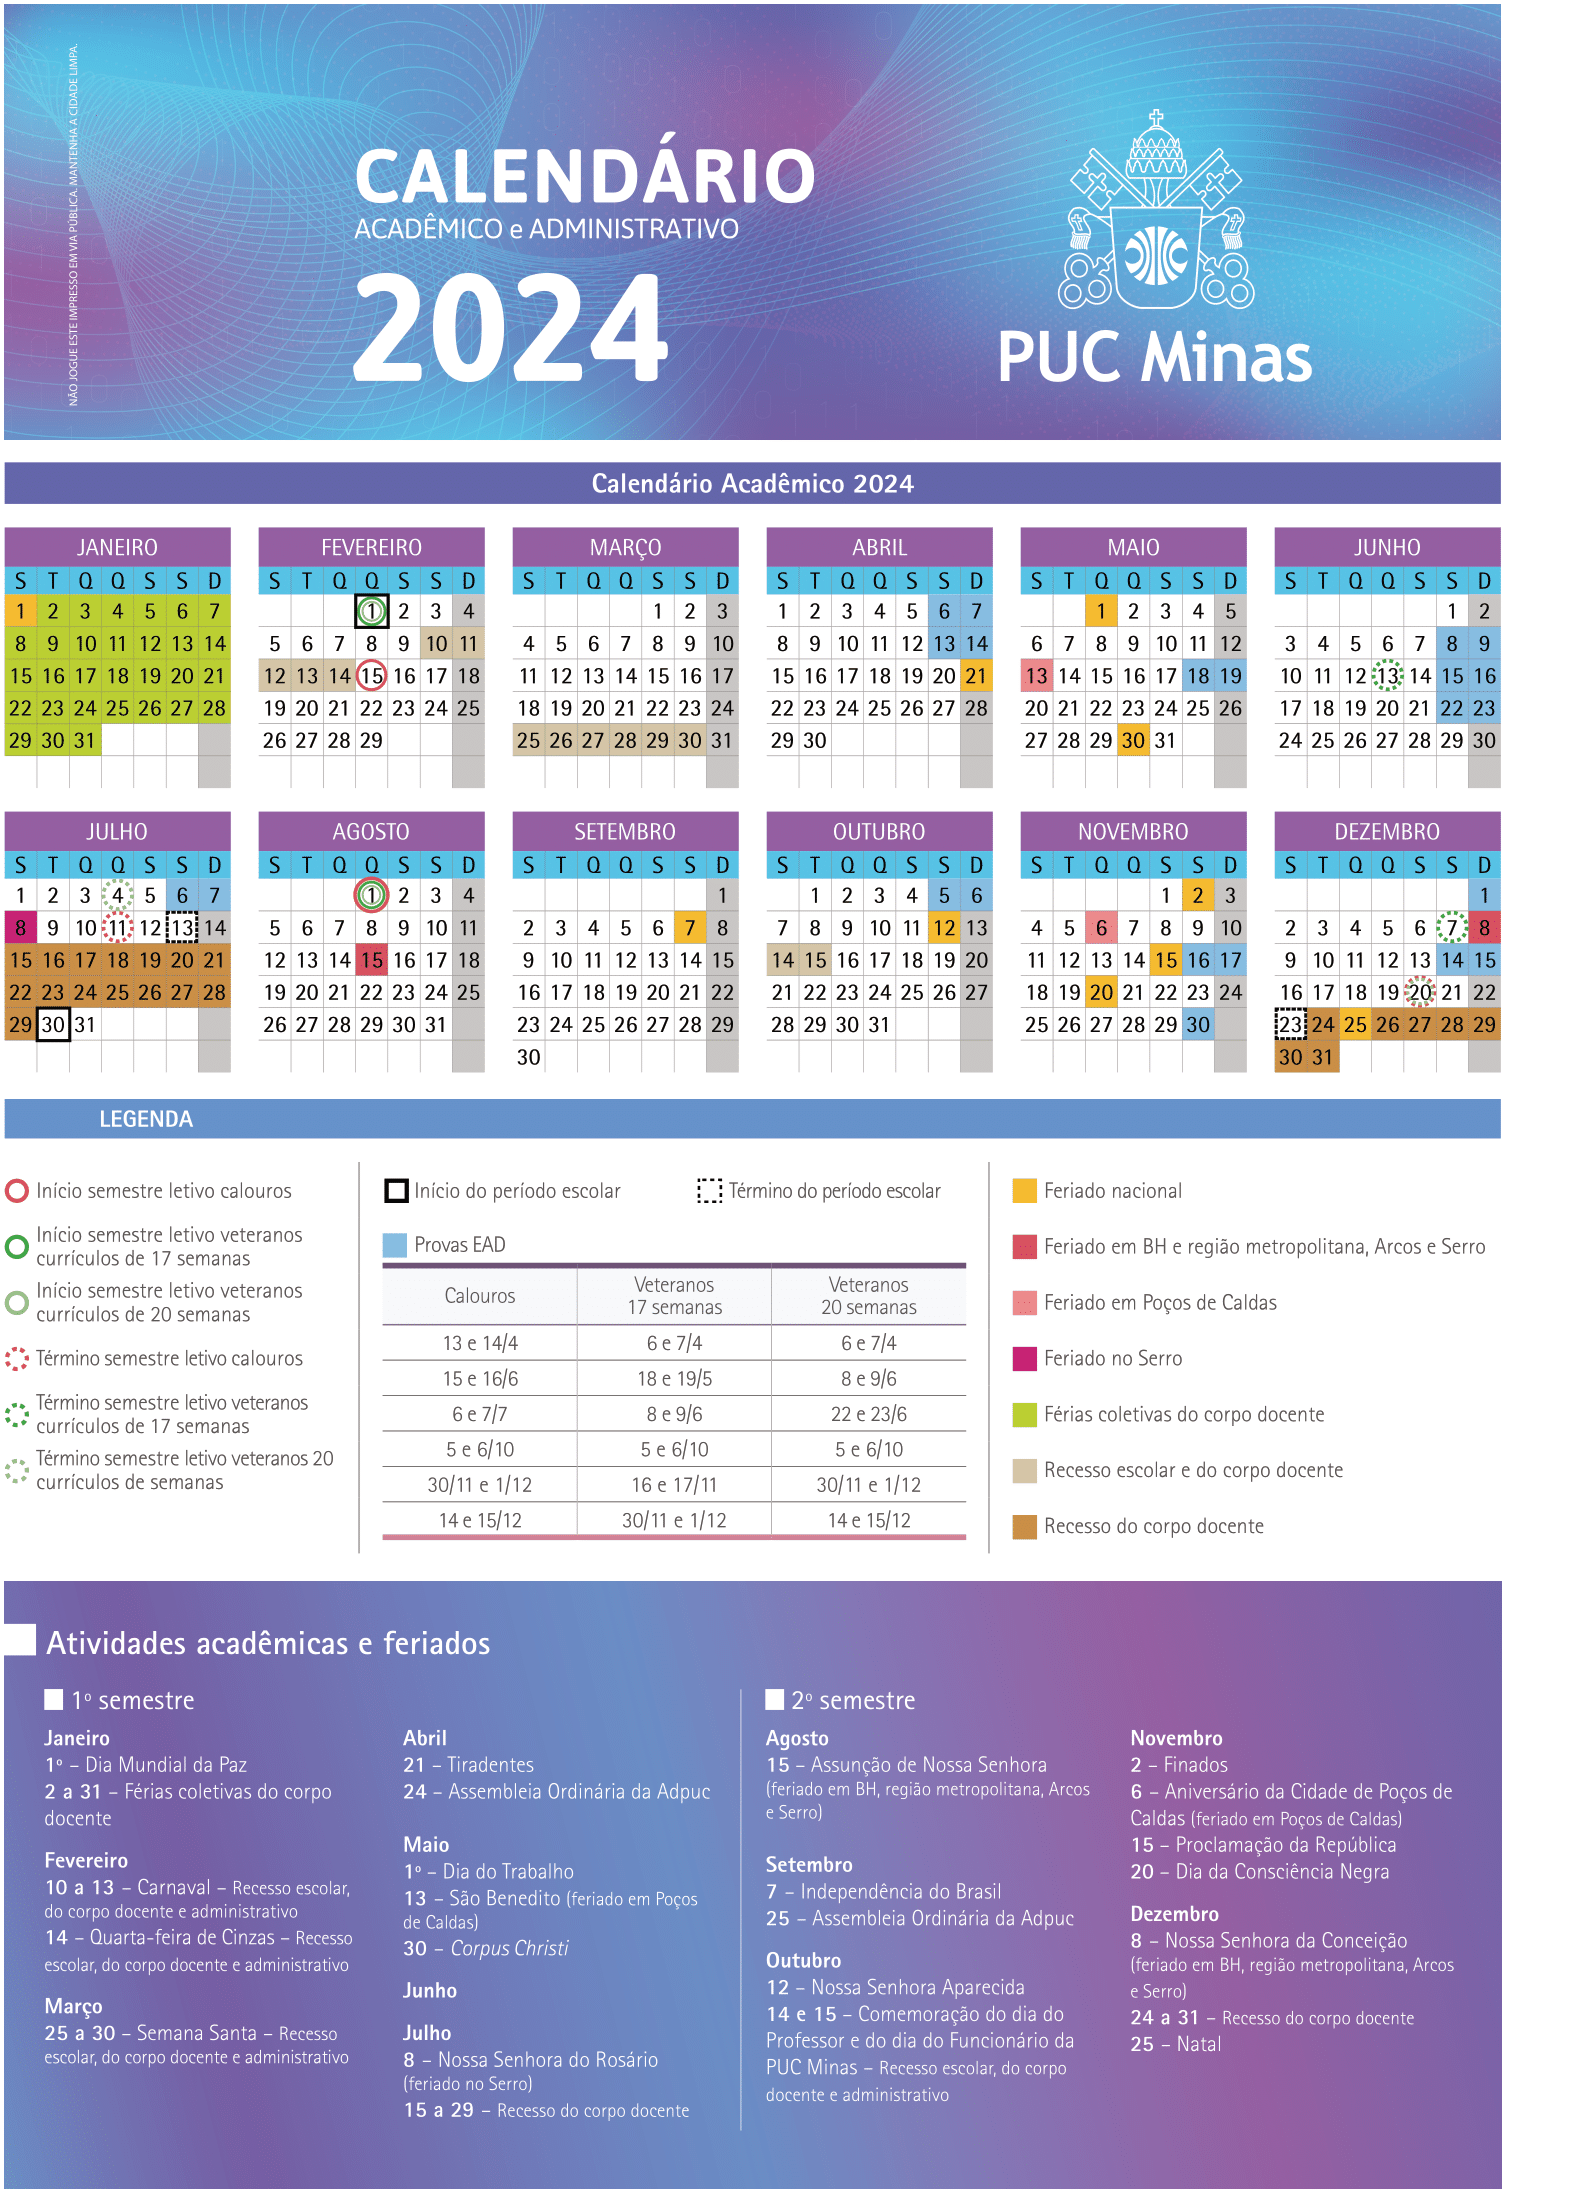 NÃO JOGUE ESTE IMPRESSO EM VIA PÚBLICA. MANTENHA A CIDADE LIMPA.
CALENDÁRIO
ACADÊMICO e ADMINISTRATIVO
2024
PUC Minas
Calendário Acadêmico 2024
JANEIRO
S T Q Q S S D
1 2 3 4 5 6 7
8 9 10 11 12 13 14
15 16 17 18 19 20 21
22 23 24 25 26 27 28
29 30 31
FEVEREIRO
S T Q Q S S D
1 2 3 4
5 6 7 8 9 10 11
12 13 14 15 16 17 18
19 20 21 22 23 24 25
26 27 28 29
MARÇO
S T Q Q S S D
1 2 3
4 5 6 7 8 9 10
11 12 13 14 15 16 17
18 19 20 21 22 23 24
25 26 27 28 29 30 31
ABRIL
S T Q Q S S D
1 2 3 4 5 6 7
8 9 10 11 12 13 14
15 16 17 18 19 20 21
22 23 24 25 26 27 28
29 30
MAIO
S T Q Q S S D
1 2 3 4 5
6 7 8 9 10 11 12
13 14 15 16 17 18 19
20 21 22 23 24 25 26
27 28 29 30 31
JUNHO
S T Q Q S S D
1 2
3 4 5 6 7 8 9
10 11 12 13 14 15 16
17 18 19 20 21 22 23
24 25 26 27 28 29 30
JULHO
S T Q Q S S D
1 2 3 4 5 6 7
8 9 10 11 12 13 14
15 16 17 18 19 20 21
22 23 24 25 26 27 28
29 30 31
AGOSTO
S T Q Q S S D
1 2 3 4
5 6 7 8 9 10 11
12 13 14 15 16 17 18
19 20 21 22 23 24 25
26 27 28 29 30 31
SETEMBRO
S T Q Q S S D
1
2 3 4 5 6 7 8
9 10 11 12 13 14 15
16 17 18 19 20 21 22
23 24 25 26 27 28 29
30
OUTUBRO
S T Q Q S S D
1 2 3 4 5 6
7 8 9 10 11 12 13
14 15 16 17 18 19 20
21 22 23 24 25 26 27
28 29 30 31
NOVEMBRO
S T Q Q S S D
1 2 3
4 5 6 7 8 9 10
11 12 13 14 15 16 17
18 19 20 21 22 23 24
25 26 27 28 29 30
DEZEMBRO
S T Q Q S S D
1
2 3 4 5 6 7 8
9 10 11 12 13 14 15
16 17 18 19 20 21 22
23 24 25 26 27 28 29
30 31
LEGENDA
Início semestre letivo calouros
Início semestre letivo veteranos
currículos de 17 semanas
Início semestre letivo veteranos
currículos de 20 semanas
Término semestre letivo calouros
Término semestre letivo veteranos
currículos de 17 semanas
Término semestre letivo veteranos 20
currículos de semanas
Início do período escolar
Término do período escolar
Provas EAD
Calouros
Veteranos
17 semanas
Veteranos
20 semanas
13 e 14/4 6 e 7/4 6 e 7/4
15 e 16/6 18 e 19/5 8 e 9/6
6 e 7/7 8 e 9/6 22 e 23/6
5 e 6/10 5 e 6/10 5 e 6/10
30/11 e 1/12 16 e 17/11 30/11 e 1/12
14 e 15/12 30/11 e 1/12 14 e 15/12
Feriado nacional
Feriado em BH e região metropolitana, Arcos e Serro
Feriado em Poços de Caldas
Feriado no Serro
Férias coletivas do corpo docente
Recesso escolar e do corpo docente
Recesso do corpo docente
Atividades acadêmicas e feriados
1º semestre
Janeiro
1º – Dia Mundial da Paz
2 a 31 – Férias coletivas do corpo
docente
Fevereiro
10 a 13 – Carnaval – Recesso escolar,
do corpo docente e administrativo
14 – Quarta-feira de Cinzas – Recesso
escolar, do corpo docente e administrativo
Março
25 a 30 – Semana Santa – Recesso
escolar, do corpo docente e administrativo
Abril
21 – Tiradentes
24 – Assembleia Ordinária da Adpuc
Maio
1º – Dia do Trabalho
13 – São Benedito (feriado em Poços
de Caldas)
30 – Corpus Christi
Junho
Julho
8 – Nossa Senhora do Rosário
(feriado no Serro)
15 a 29 – Recesso do corpo docente
2º semestre
Agosto
15 – Assunção de Nossa Senhora
(feriado em BH, região metropolitana, Arcos
e Serro)
Setembro
7 – Independência do Brasil
25 – Assembleia Ordinária da Adpuc
Outubro
12 – Nossa Senhora Aparecida
14 e 15 – Comemoração do dia do
Professor e do dia do Funcionário da
PUC Minas – Recesso escolar, do corpo
docente e administrativo
Novembro
2 – Finados
6 – Aniversário da Cidade de Poços de
Caldas (feriado em Poços de Caldas)
15 – Proclamação da República
20 – Dia da Consciência Negra
Dezembro
8 – Nossa Senhora da Conceição
(feriado em BH, região metropolitana, Arcos
e Serro)
24 a 31 – Recesso do corpo docente
25 – Natal